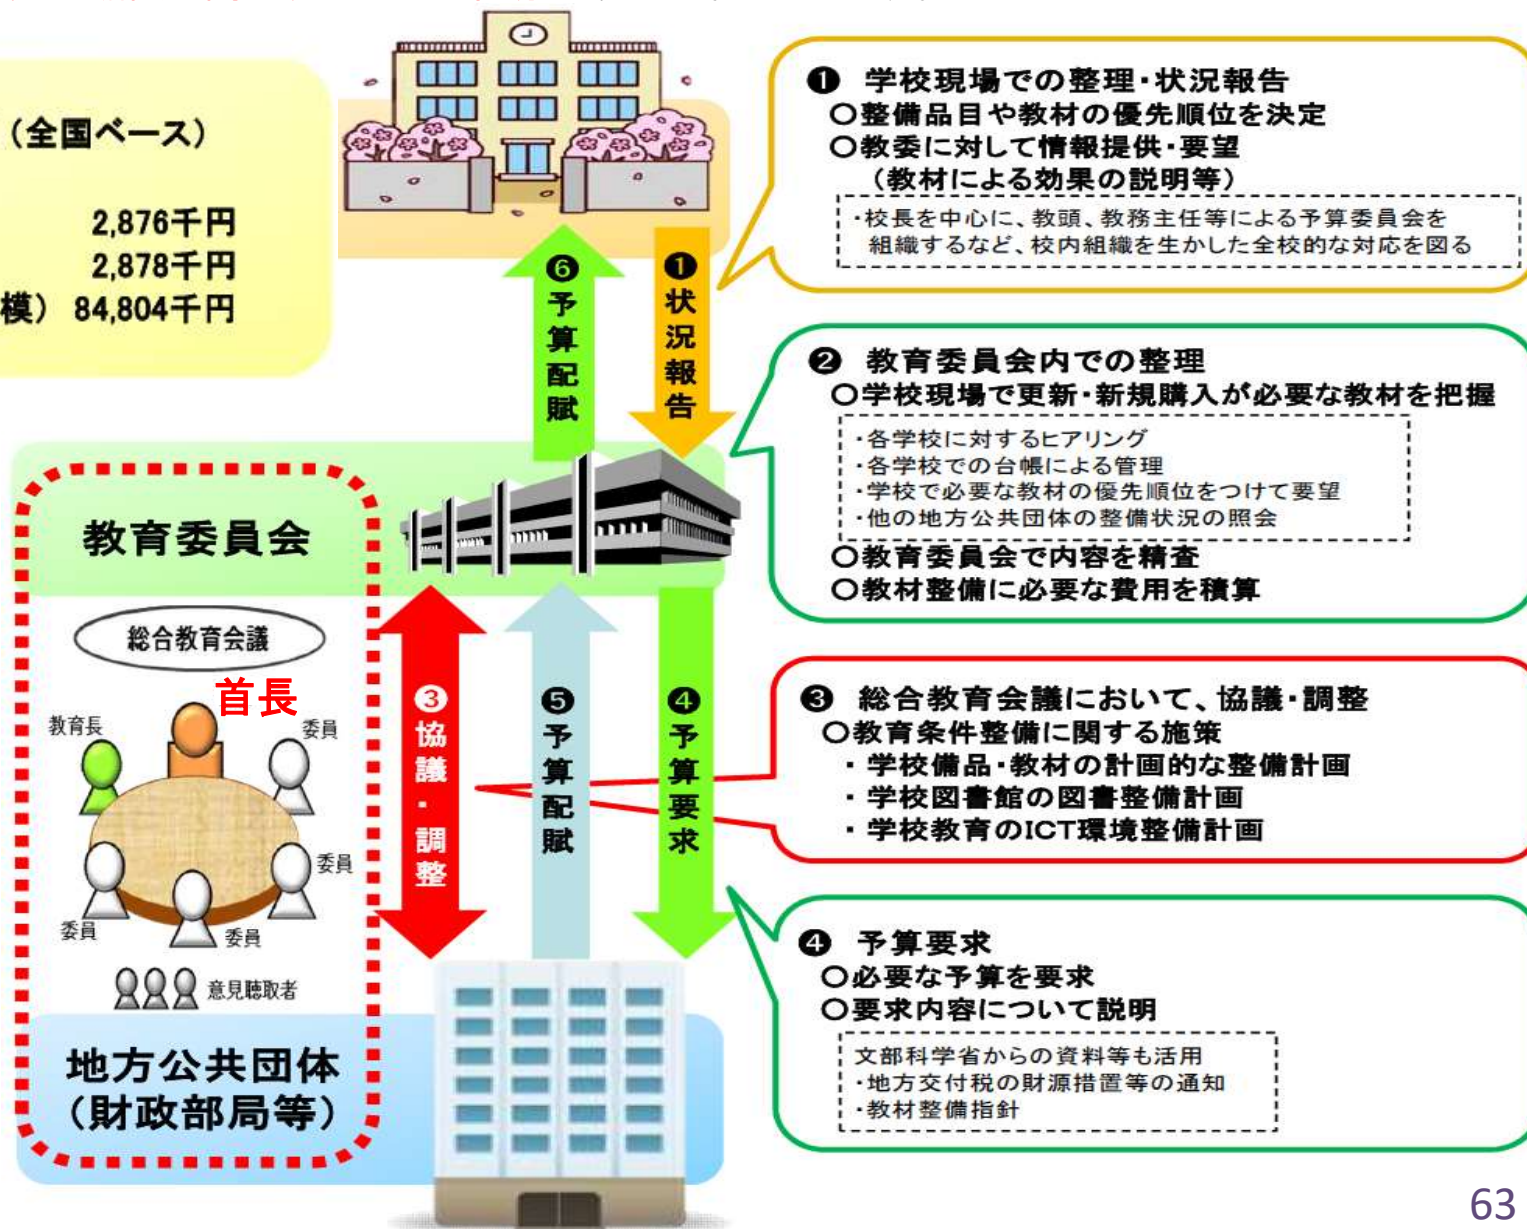 (全国ベース)
2,876千円
2,878千円
模) 84,804千円
❻予算配賦
❶状況報告
❶ 学校現場での整理・状況報告
○整備品目や教材の優先順位を決定
○教委に対して情報提供・要望
(教材による効果の説明等)
・校長を中心に、教頭、教務主任等による予算委員会を
組織するなど、校内組織を生かした全校的な対応を図る
❷ 教育委員会内での整理
○学校現場で更新・新規購入が必要な教材を把握
・各学校に対するヒアリング
・各学校での台帳による管理
・学校で必要な教材の優先順位をつけて要望
・他の地方公共団体の整備状況の照会
○教育委員会で内容を精査
○教材整備に必要な費用を積算
教育委員会
総合教育会議
首長
教育長
委員
委員
委員
委員
意見聴取者
地方公共団体
(財政部局等)
❸協議・調整
❺予算配賦
❹予算要求
❸ 総合教育会議において、協議・調整
○教育条件整備に関する施策
・学校備品・教材の計画的な整備計画
・学校図書館の図書整備計画
・学校教育のICT環境整備計画
❹ 予算要求
○必要な予算を要求
○要求内容について説明
文部科学省からの資料等も活用
・地方交付税の財源措置等の通知
・教材整備指針
63